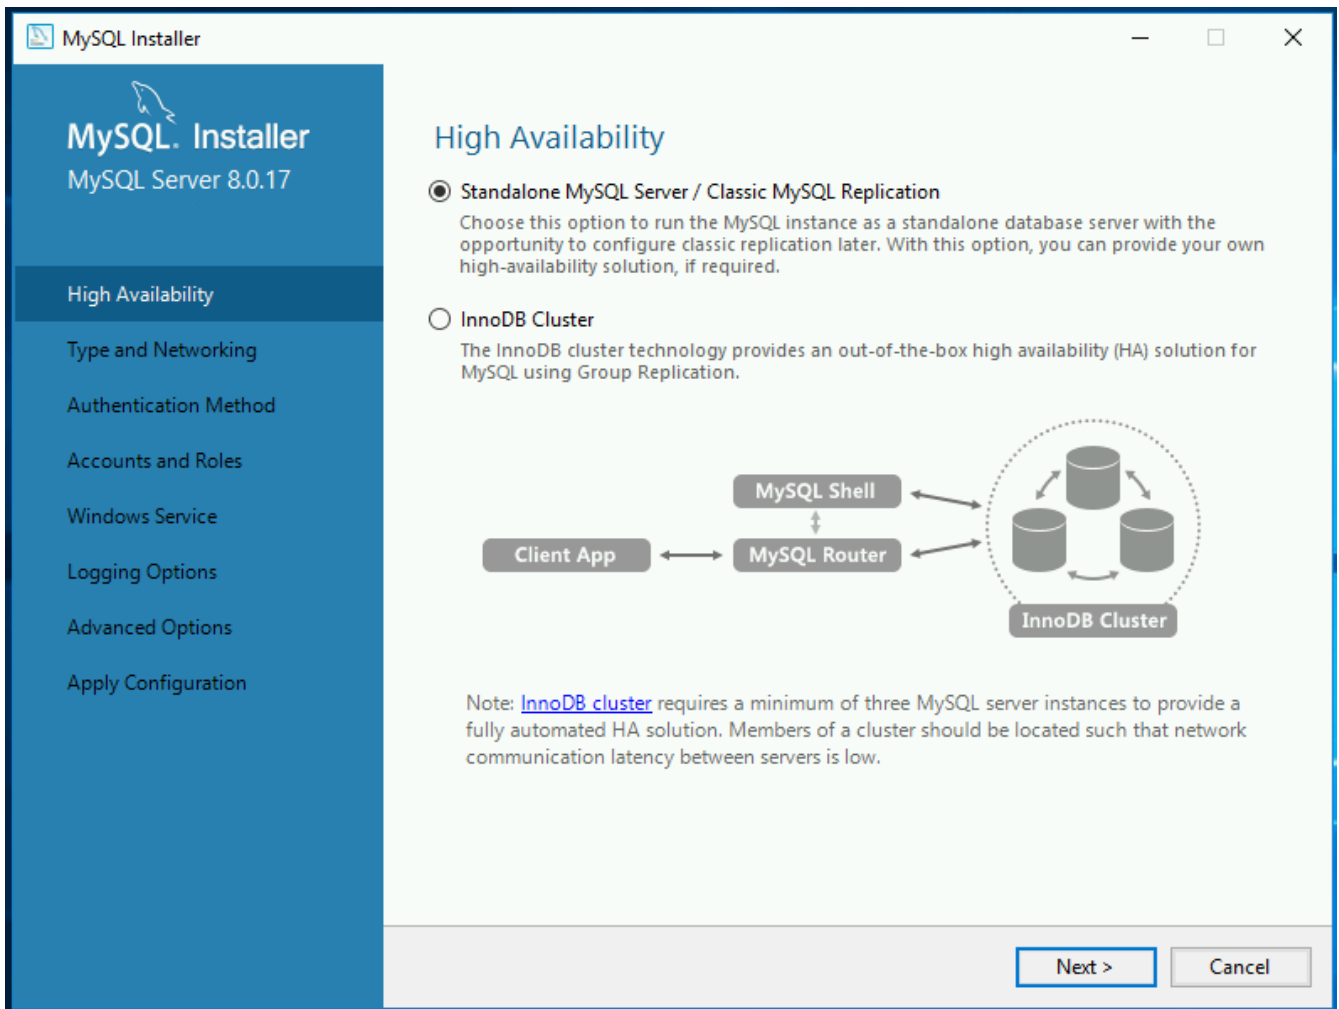 MySQL Installer
MySQL. Installer
MySQL Server 8.0.17
High Availability
Type and Networking
Authentication Method
Accounts and Roles
Windows Service
Logging Options
Advanced Options
Apply Configuration
High Availability
Standalone MySQL Server / Classic MySQL Replication
Choose this option to run the MySQL instance as a standalone database server with the
opportunity to configure classic replication later. With this option, you can provide your own
high-availability solution, if required.
InnoDB Cluster
The InnoDB cluster technology provides an out-of-the-box high availability (HA) solution for
MySQL using Group Replication.
MySQL Shell
Client App
MySQL Router
InnoDB Cluster
Note: InnoDB cluster requires a minimum of three MySQL server instances to provide a
fully automated HA solution. Members of a cluster should be located such that network
communication latency between servers is low.
Next >
Cancel